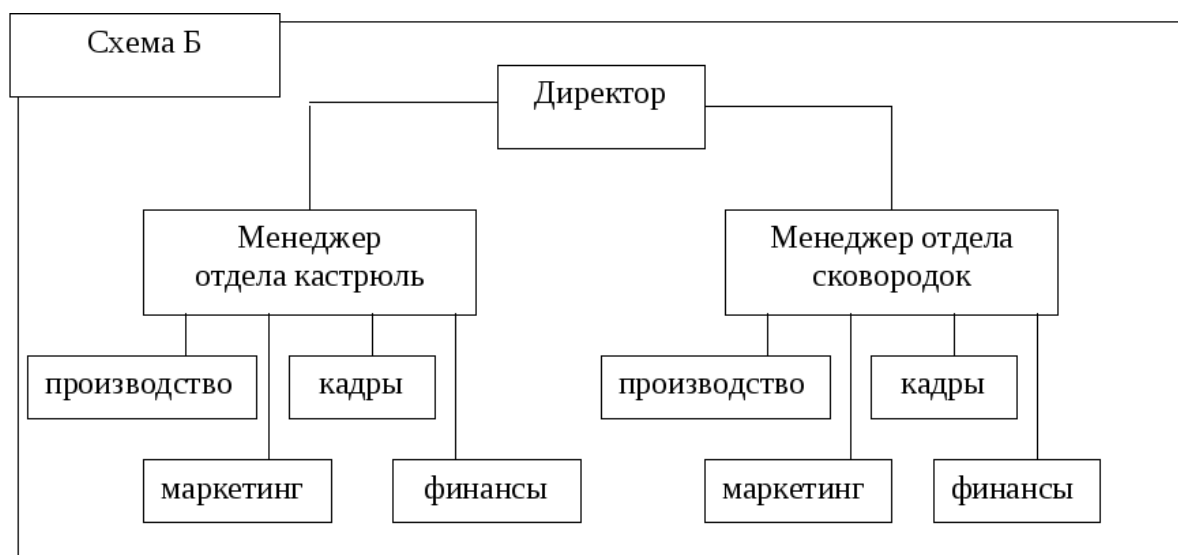 Схема Б
Директор
Менеджер
отдела кастрюль
Менеджер отдела
сковородок
производство
кадры
производство
кадры
маркетинг
финансы
маркетинг
финансы